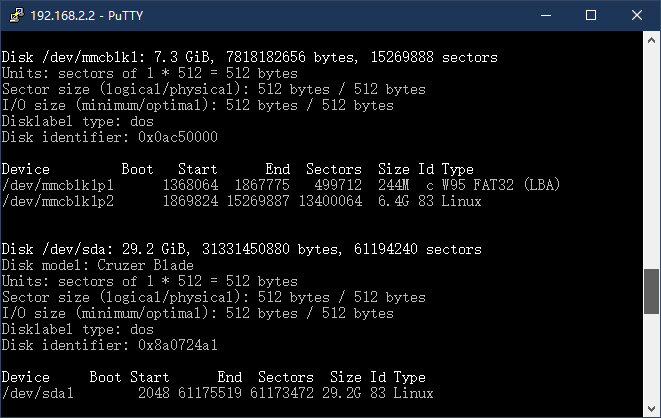 192.168.2.2 - PuTTY
Disk /dev/mmcblk1: 7.3 GiB, 7818182656 bytes, 15269888 sectors
Units: sectors of 1 * 512 = 512 bytes
Sector size (logical/physical): 512 bytes / 512 bytes
I/O size (minimum/optimal): 512 bytes / 512 bytes
Disklabel type: dos
Disk identifier: 0x0ac50000
Device Boot Start End Sectors Size Id Type
/dev/mmcblk1p1 1368064 1867775 499712 244M c W95 FAT32 (LBA)
/dev/mmcblk1p2 1869824 15269887 13400064 6.4G 83 Linux
Disk /dev/sda: 29.2 GiB, 31331450880 bytes, 61194240 sectors
Disk model: Cruzer Blade
Units: sectors of 1 * 512 = 512 bytes
Sector size (logical/physical): 512 bytes / 512 bytes
I/O size (minimum/optimal): 512 bytes / 512 bytes
Disklabel type: dos
Disk identifier: 0x8a0724a1
Device Boot Start End Sectors Size Id Type
/dev/sda1 2048 61175519 61173472 29.2G 83 Linux